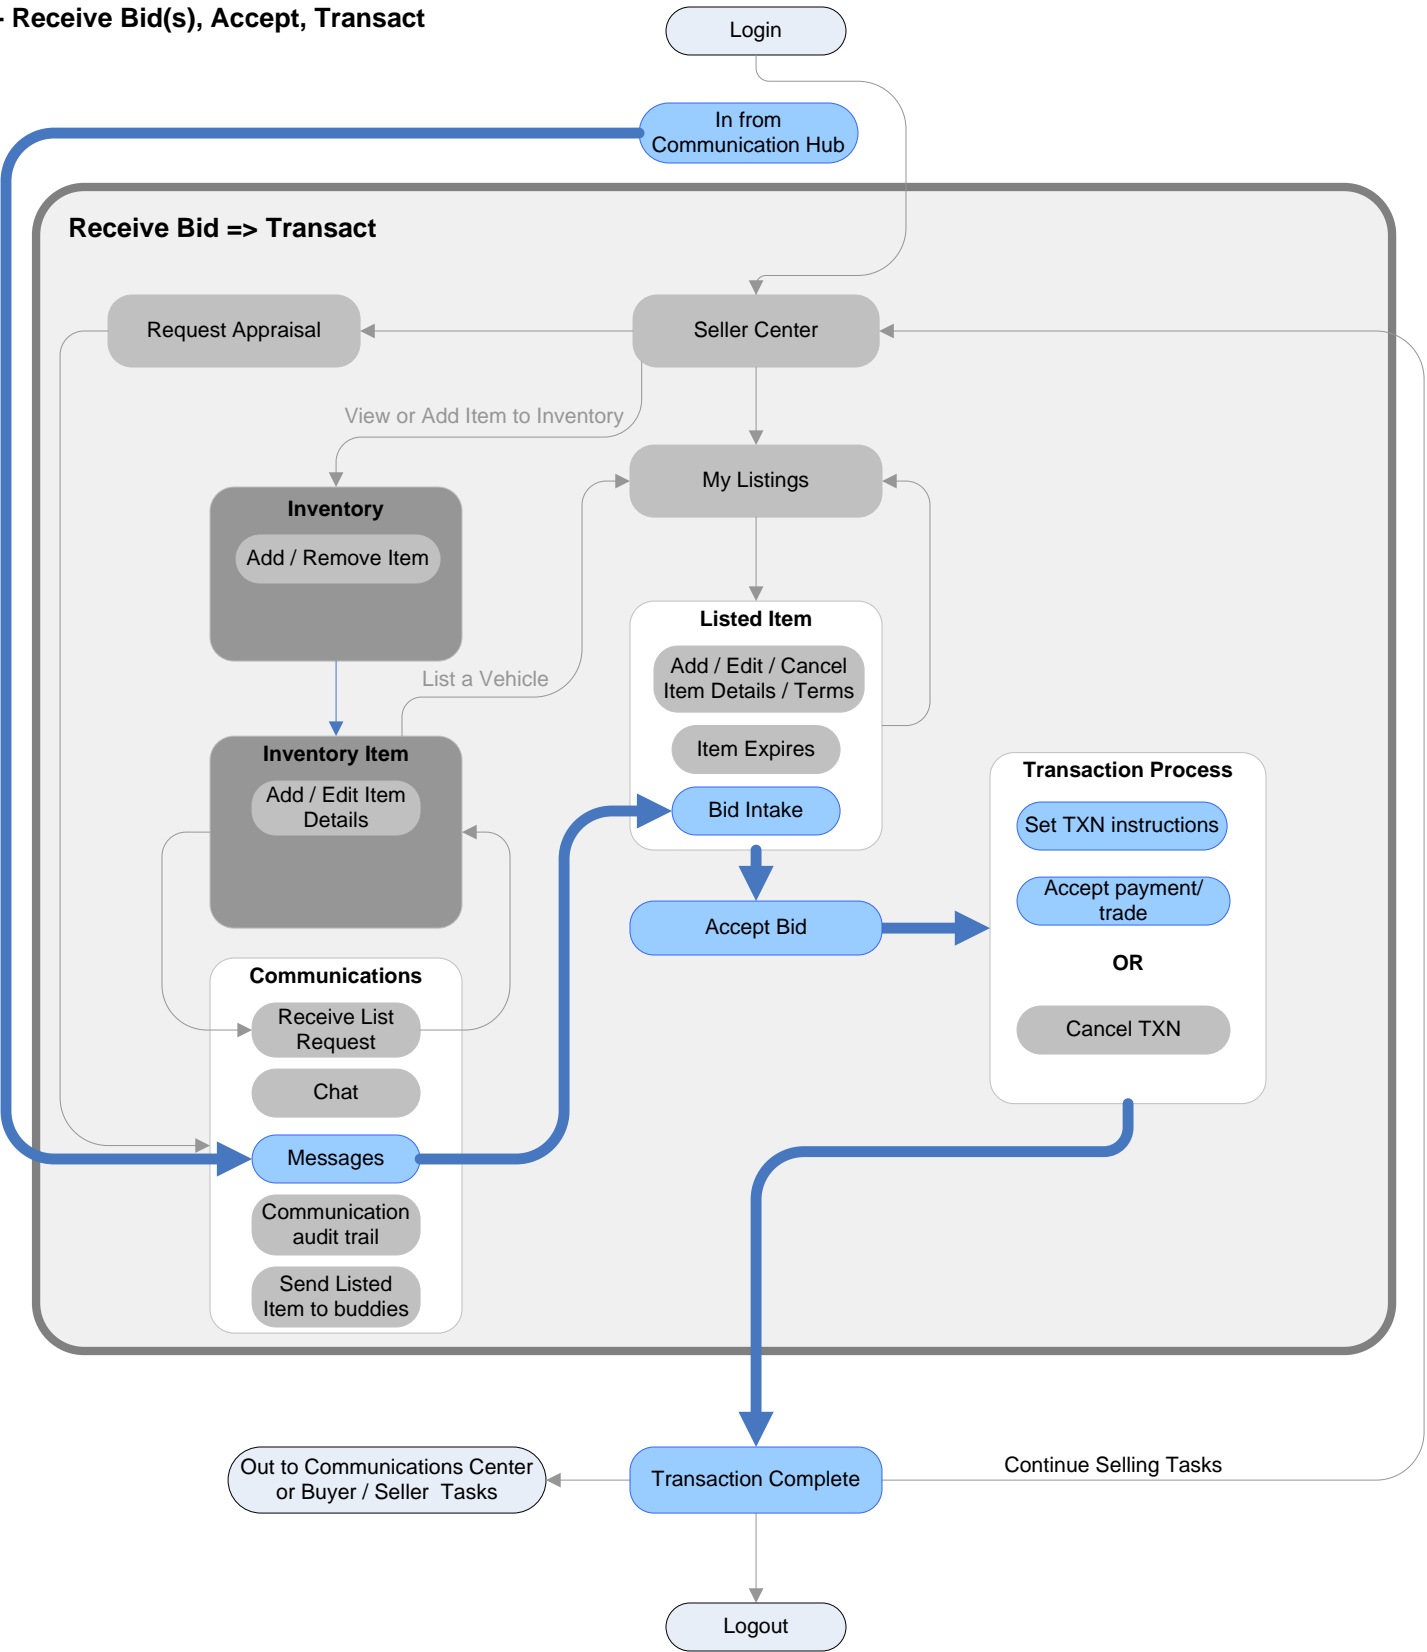 - Receive Bid(s), Accept, Transact
Login
In from
Communication Hub
Receive Bid => Transact
Request Appraisal
Seller Center
View or Add Item to Inventory
My Listings
Inventory
Add / Remove Item
Listed Item
Add / Edit / Cancel
Item Details / Terms
List a Vehicle
Item Expires
Inventory Item
Add / Edit Item
Details
Bid Intake
Transaction Process
Set TXN instructions
Accept payment/
trade
OR
Cancel TXN
Accept Bid
Communications
Receive List
Request
Chat
Messages
Communication
audit trail
Send Listed
Item to buddies
Out to Communications Center
or Buyer / Seller  Tasks
Transaction Complete
Continue Selling Tasks
Logout